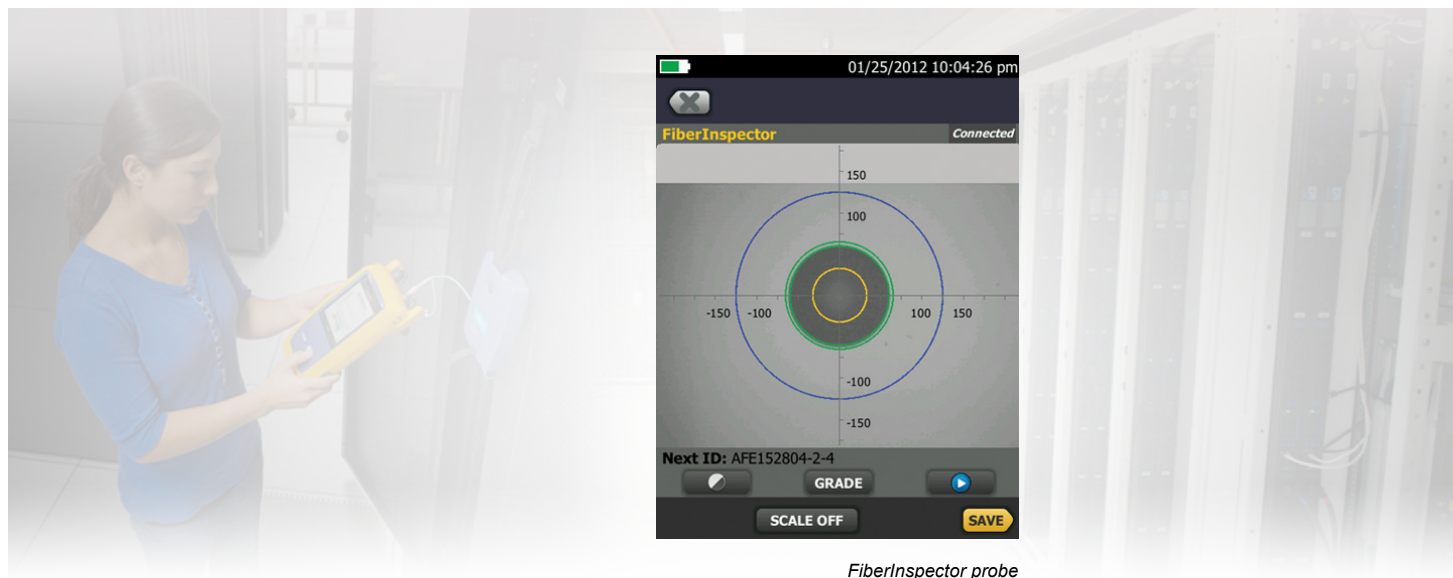 01/25/2012 10:04:26 pm
FiberInspector Connected
150
100
-150 -100 100 150
-100
-150
Next ID: AFE152804-2-4
GRADE
SCALE OFF SAVE
FiberInspector probe